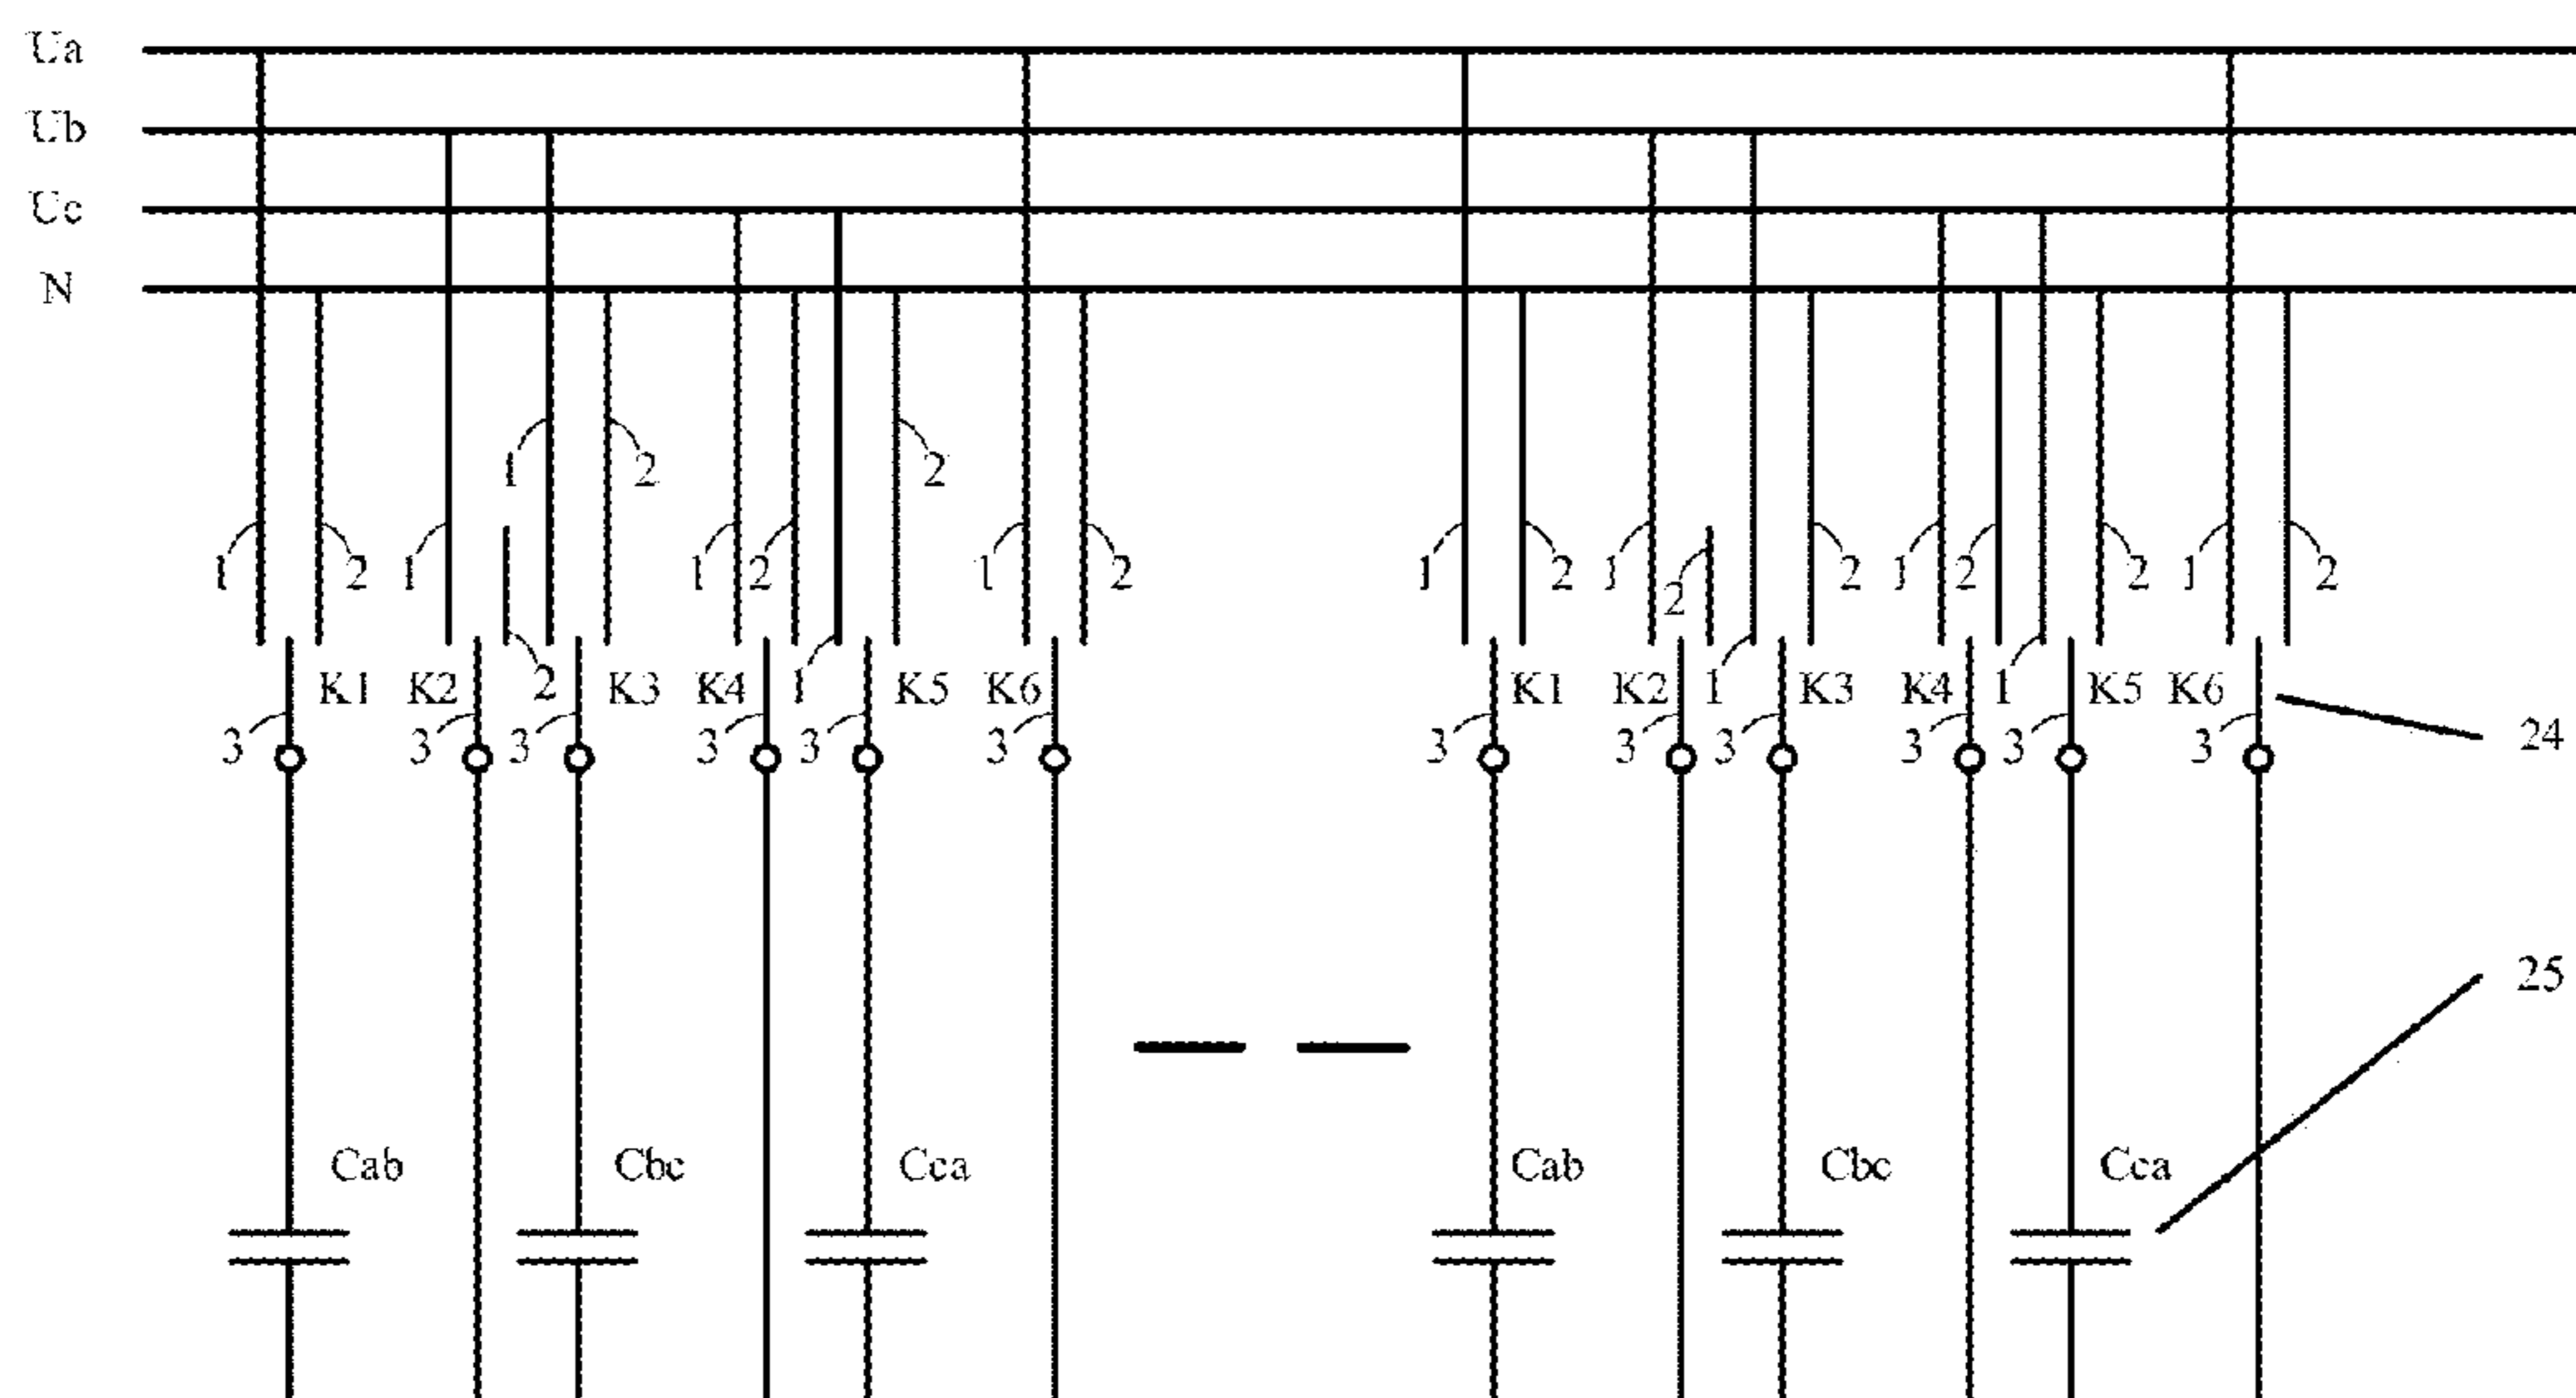 Ua
Ub
Uc
N
1 2 2
1 2 1 1 2 1 2 1 2 1 2 1 2 1 2 2 1 2
2
2 1 1 1
K1 K2 K3 K4 K5 K6 K1 K2 K3 K4 K5 K6
3 3 3 3 3 3 3 3 3 3 3 3 24
25
Cab Cbc Cca Cab Cbc Cca